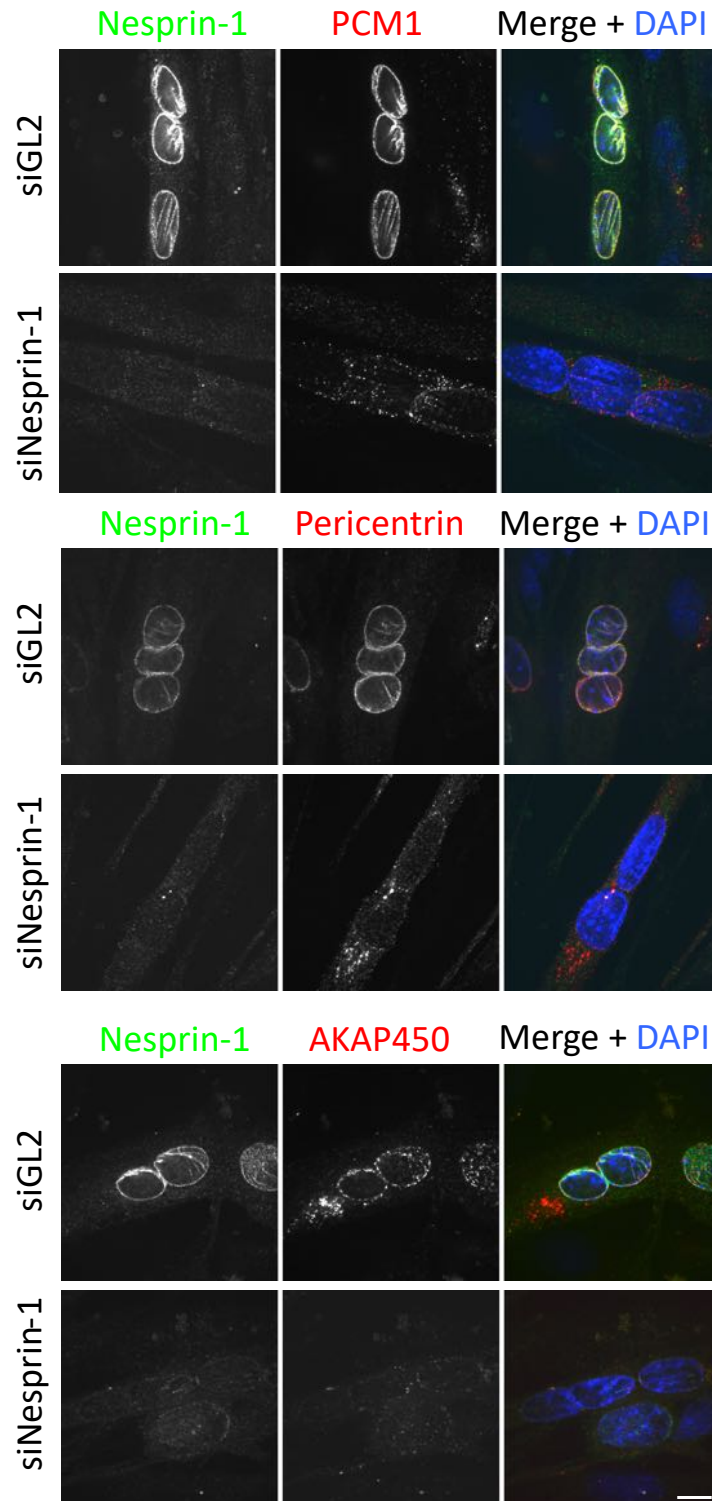 Nesprin-1 PCM1 Merge + DAPI
siGL2
siNesprin-1
Nesprin-1 Pericentrin Merge + DAPI
siGL2
siNesprin-1
Nesprin-1 AKAP450 Merge + DAPI
siGL2
siNesprin-1